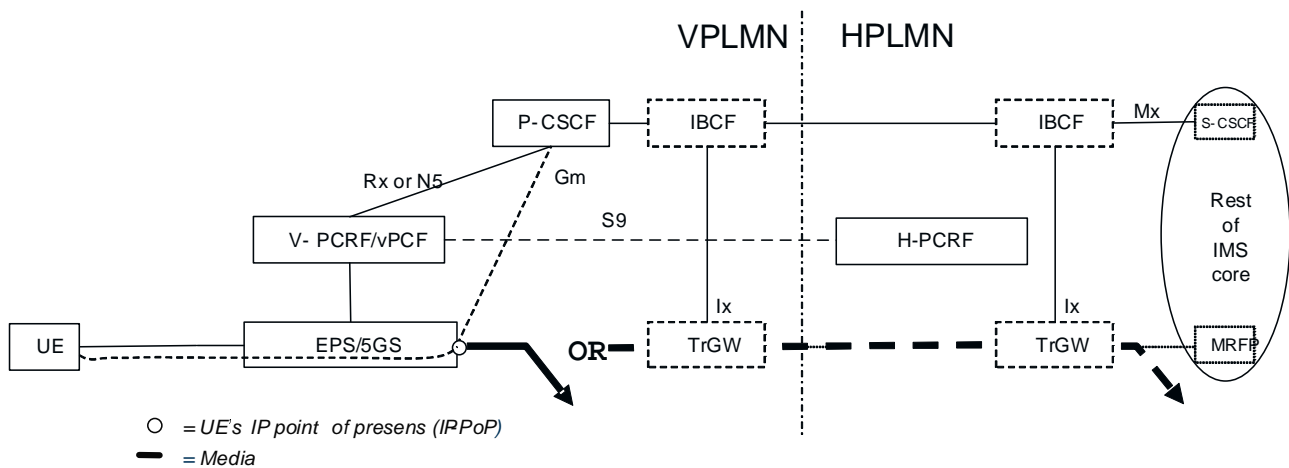 VPLMN HPLMN
P-CSCF
IBCF
IBCF
Mx
S-CSCF
Rx or N5
Gm
Rest
of
IMS
core
V- PCRF/vPCF
S9
H-PCRF
Ix
Ix
UE
EPS/5GS
OR
TrGW
TrGW
MRFP
= UE's IP point of presens (IP-PoP)
= Media